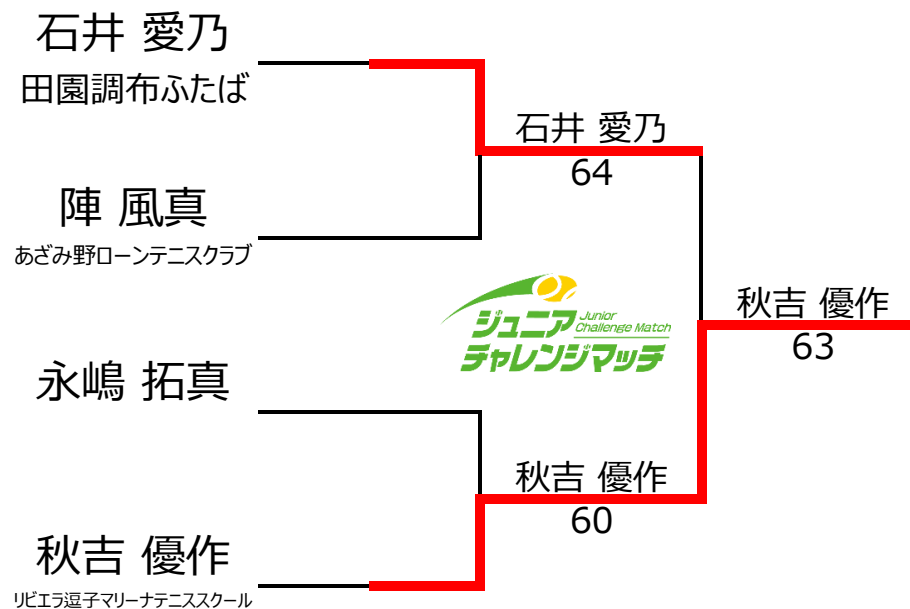 石井 愛乃
田園調布ふたば
石井 愛乃
64
陣 風真
あざみ野ローンテニスクラブ
ジュニア
Junior
Challenge Match
チャレンジマッチ
秋吉 優作
63
永嶋 拓真
秋吉 優作
60
秋吉 優作
リビエラ逗子マリーナテニススクール